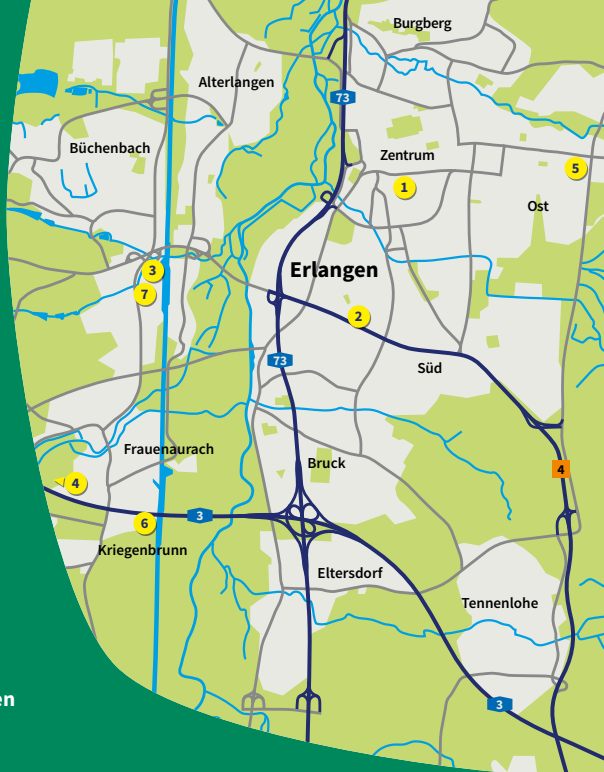 Burgberg
Alterlangen
73
Büchenbach
Zentrum
5
1
Ost
3
Erlangen
7
2
73
Süd
Frauenaurach
Bruck
4
4
3
6
Kriegenbrunn
Eltersdorf
Tennenlohe
en
3